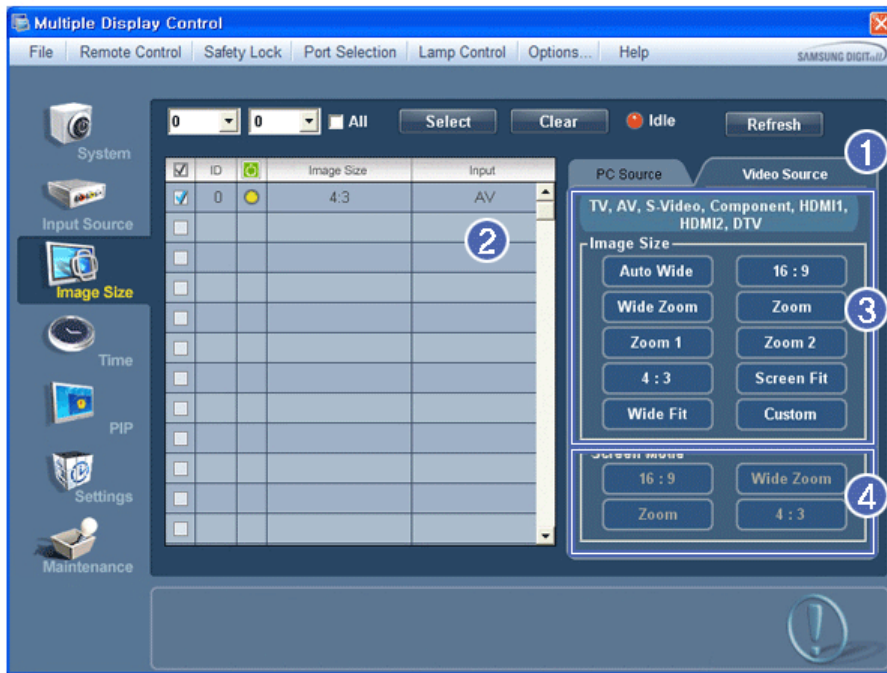 Multiple Display Control
File Remote Control Safety Lock Port Selection Lamp Control Options... Help SAMSUNG DIGITall
0 0 All Select Clear Idle Refresh
System
Input Source
Image Size
Time
PIP
Settings
Maintenance
ID Image Size Input
0 4:3 AV
2
PC Source Video Source 1
TV, AV, S-Video, Component, HDMI1,
HDMI2, DTV
Image Size
Auto Wide 16 : 9
Wide Zoom Zoom 3
Zoom 1 Zoom 2
4 : 3 Screen Fit
Wide Fit Custom
Screen Mode
16 : 9 Wide Zoom
4
Zoom 4 : 3